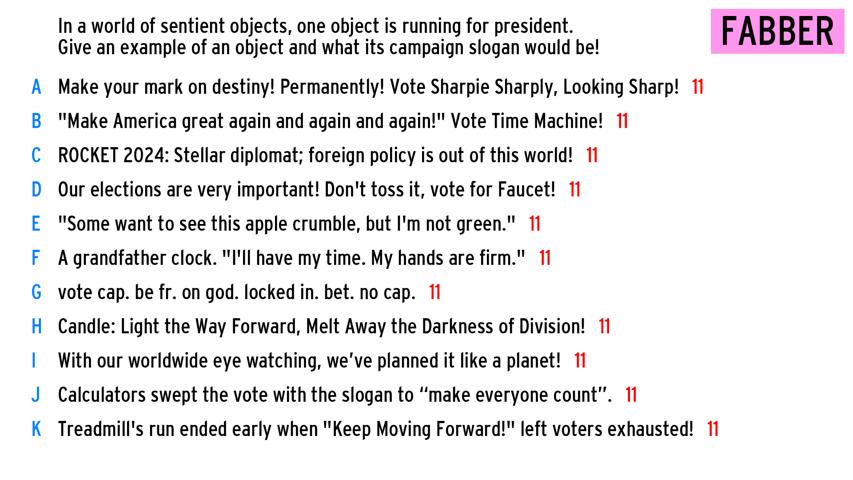 In a world of sentient objects, one object is running for president.
Give an example of an object and what its campaign slogan would be!
FABBER
A Make your mark on destiny! Permanently! Vote Sharpie Sharply, Looking Sharp! 11
B "Make America great again and again and again!" Vote Time Machine! 11
C ROCKET 2024: Stellar diplomat; foreign policy is out of this world! 11
D Our elections are very important! Don't toss it, vote for Faucet! 11
E "Some want to see this apple crumble, but I'm not green." 11
F A grandfather clock. "I'll have my time. My hands are firm." 11
G vote cap. be fr. on god. locked in. bet. no cap. 11
H Candle: Light the Way Forward, Melt Away the Darkness of Division! 11
I With our worldwide eye watching, we’ve planned it like a planet! 11
J Calculators swept the vote with the slogan to “make everyone count”. 11
K Treadmill's run ended early when "Keep Moving Forward!" left voters exhausted! 11